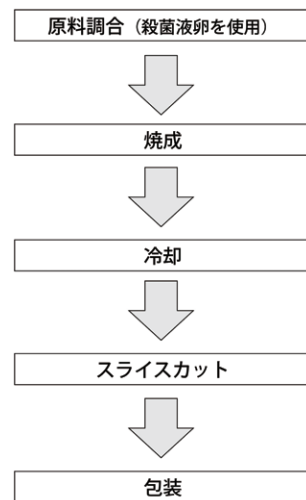 原料調合（殺菌液卵を使用）
焼成
冷却
スライスカット
包装